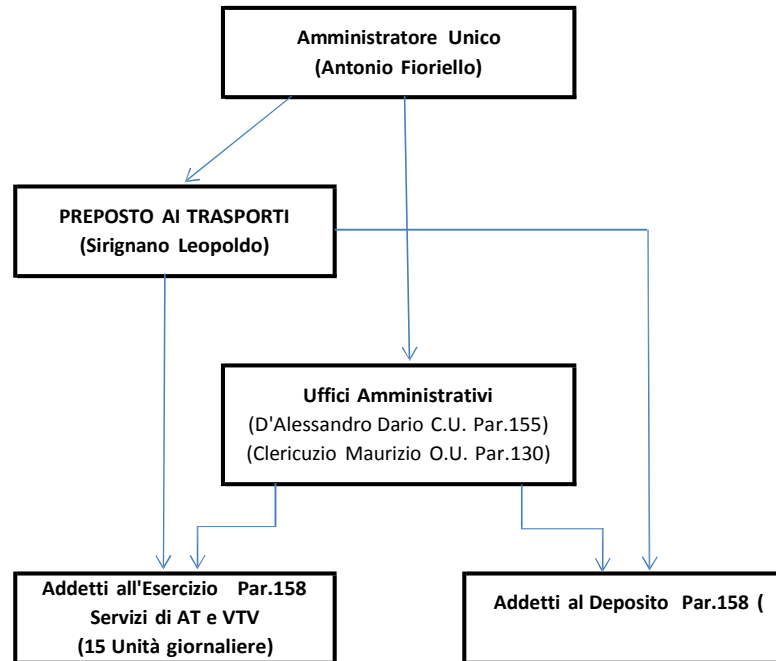 Amministratore Unico
(Antonio Fioriello)
PREPOSTO AI TRASPORTI
(Sirignano Leopoldo)
Uffici Amministrativi
(D'Alessandro Dario C.U. Par.155)
(Clericuzio Maurizio O.U. Par.130)
Addetti all'Esercizio Par.158
Servizi di AT e VTV
(15 Unità giornaliere)
Addetti al Deposito Par.158 (